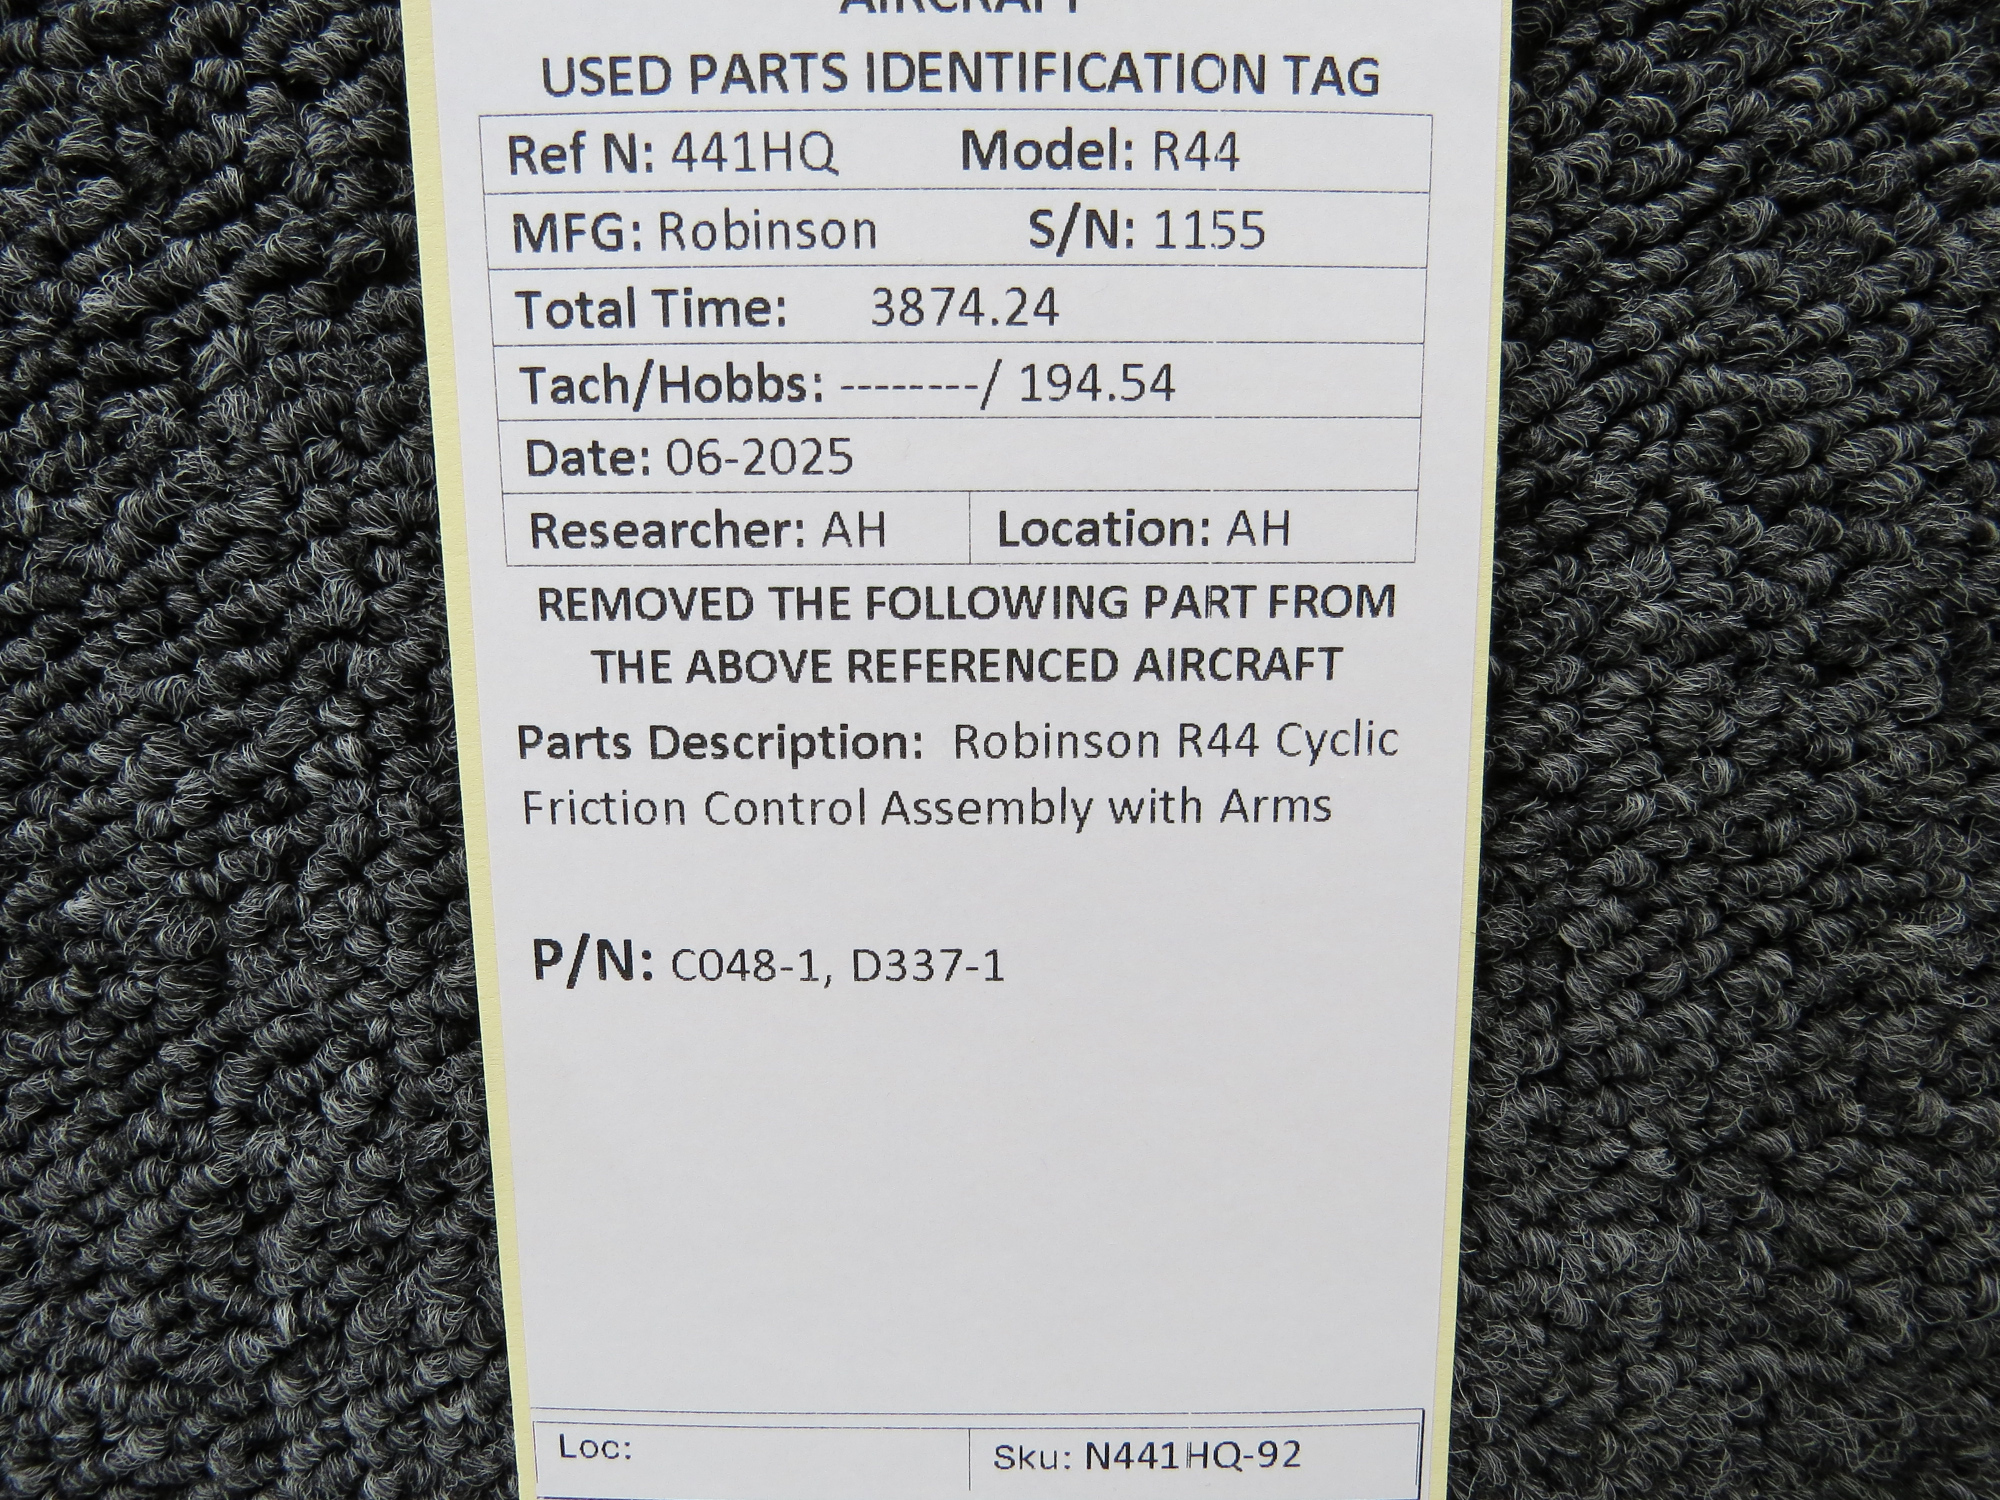 AIRCRAFT
USED PARTS IDENTIFICATION TAG
Ref N: 441HQ Model: R44
MFG: Robinson S/N: 1155
Total Time: 3874.24
Tach/Hobbs: --------/ 194.54
Date: 06-2025
Researcher: AH Location: AH
REMOVED THE FOLLOWING PART FROM
THE ABOVE REFERENCED AIRCRAFT
Parts Description: Robinson R44 Cyclic
Friction Control Assembly with Arms
P/N: C048-1, D337-1
Loc: Sku: N441HQ-92